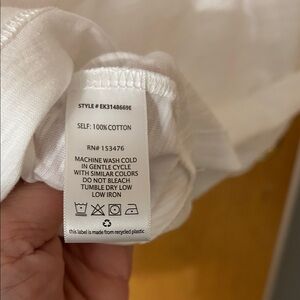 STYLE # EK3148669E
SELF: 100% COTTON
RN# 153476
MACHINE WASH COLD
IN GENTLE CYCLE
WITH SIMILAR COLORS
DO NOT BLEACH
TUMBLE DRY LOW
LOW IRON
this label is made from recycled plastic